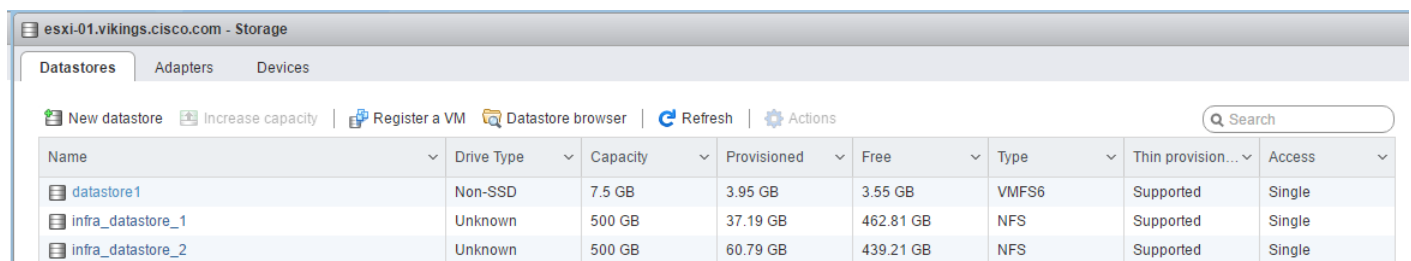 esxi-01.vikings.cisco.com - Storage
Datastores Adapters Devices
New datastore Increase capacity Register a VM Datastore browser Refresh Actions Search
Name Drive Type Capacity Provisioned Free Type Thin provision... Access
datastore1 Non-SSD 7.5 GB 3.95 GB 3.55 GB VMFS6 Supported Single
infra_datastore_1 Unknown 500 GB 37.19 GB 462.81 GB NFS Supported Single
infra_datastore_2 Unknown 500 GB 60.79 GB 439.21 GB NFS Supported Single